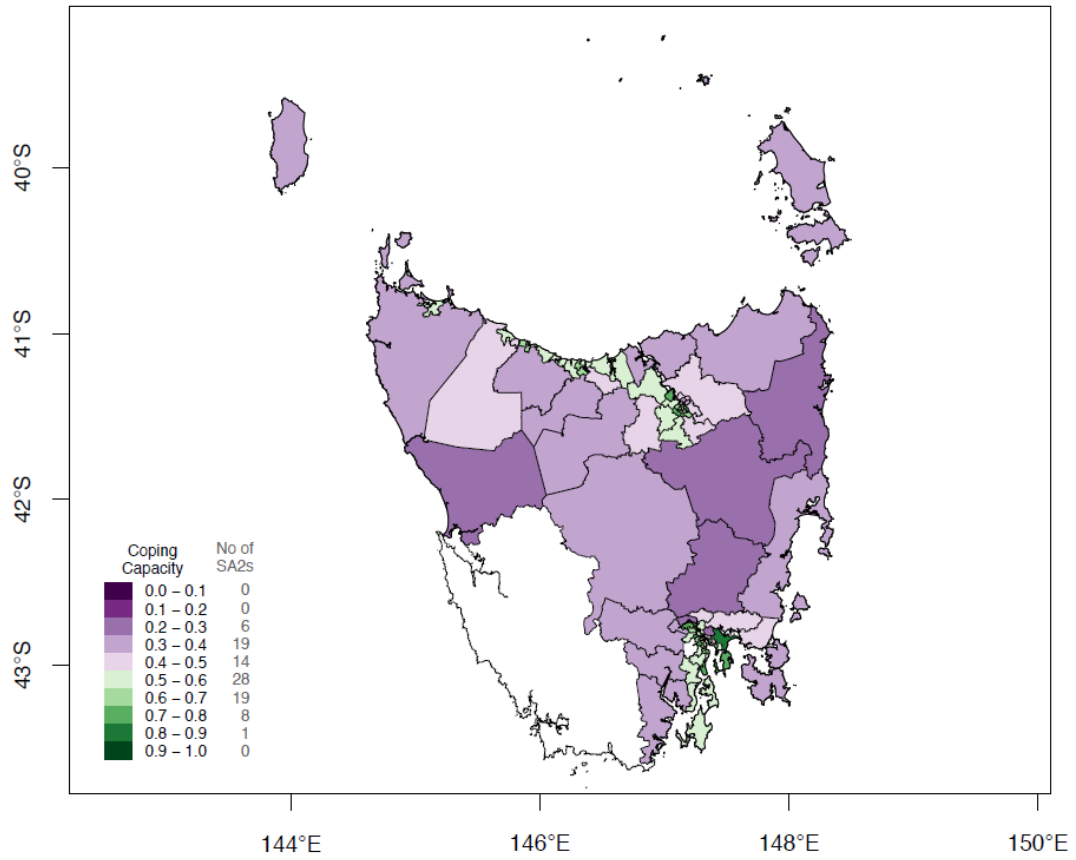 40°S
41°S
42°S
43°S
Coping Capacity No of SA2s
0.0 – 0.1 0
0.1 – 0.2 0
0.2 – 0.3 6
0.3 – 0.4 19
0.4 – 0.5 14
0.5 – 0.6 28
0.6 – 0.7 19
0.7 – 0.8 8
0.8 – 0.9 1
0.9 – 1.0 0
144°E 146°E 148°E 150°E